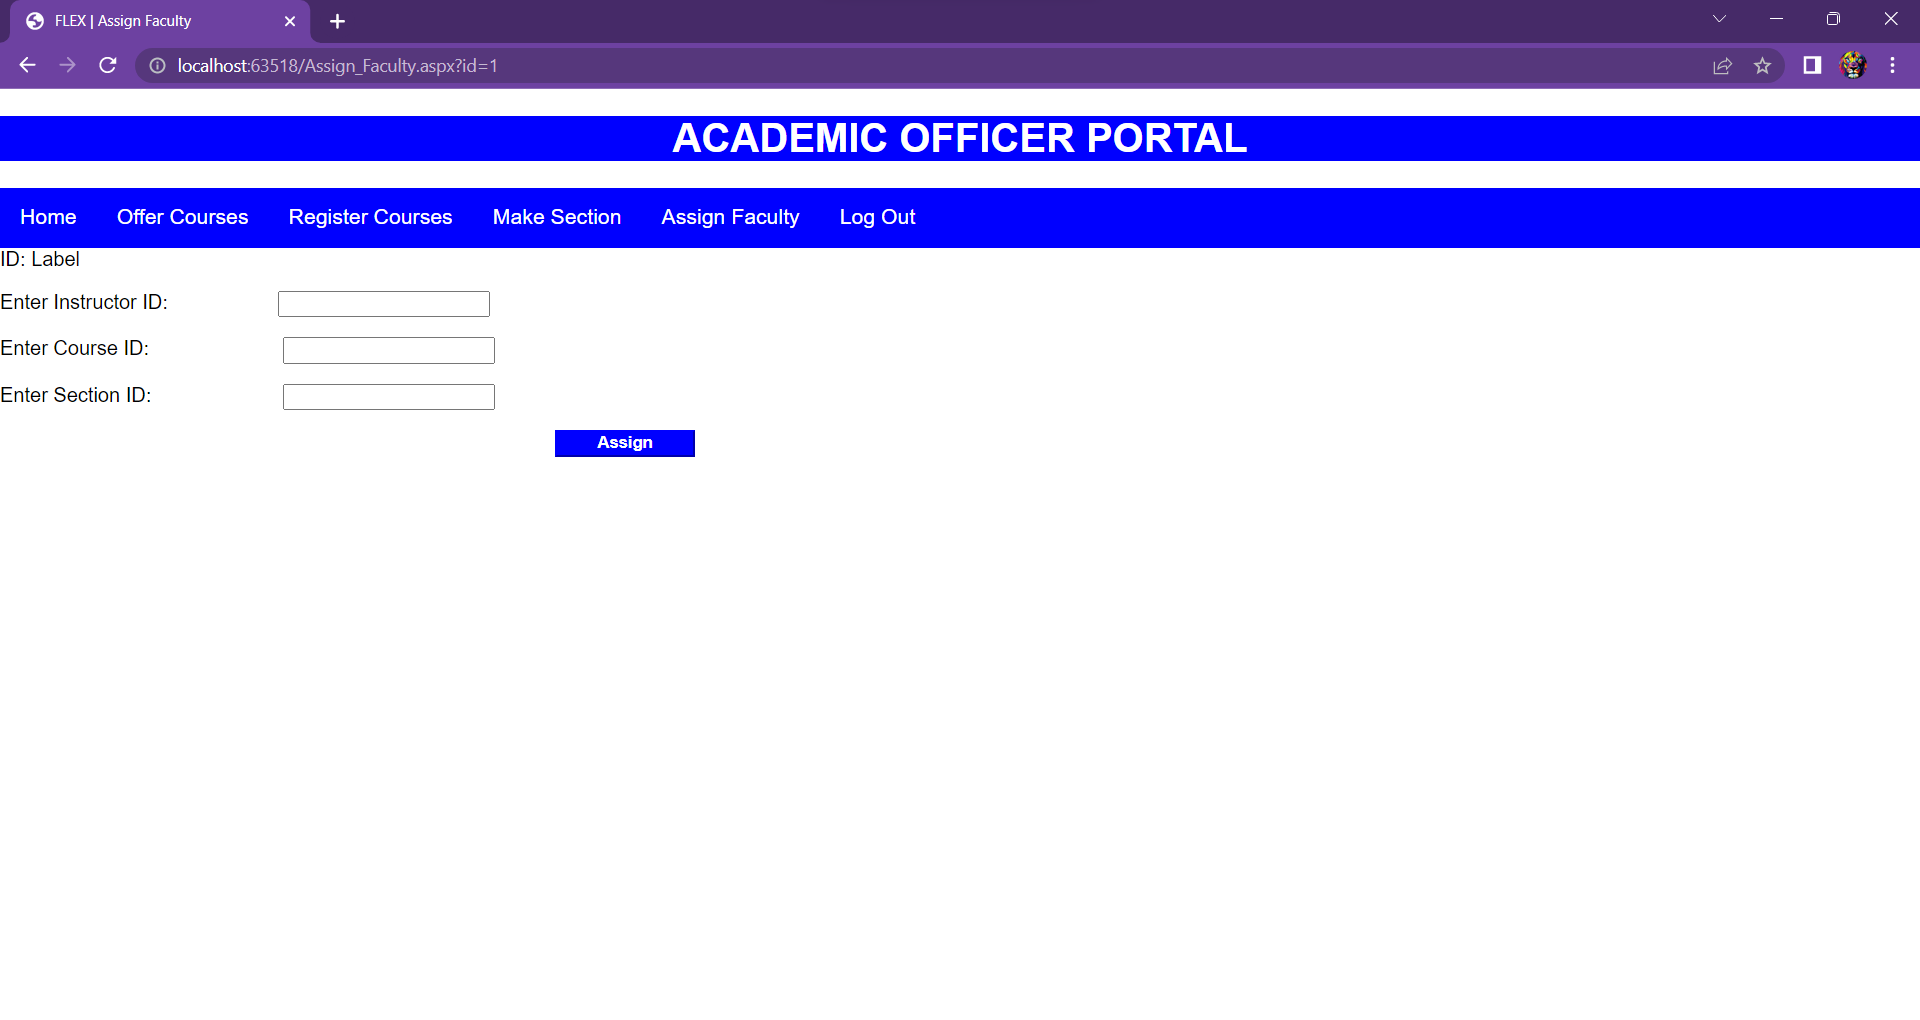 FLEX | Assign Faculty
localhost:63518/Assign_Faculty.aspx?id=1
ACADEMIC OFFICER PORTAL
Home Offer Courses Register Courses Make Section Assign Faculty Log Out
ID: Label
Enter Instructor ID:
Enter Course ID:
Enter Section ID:
Assign